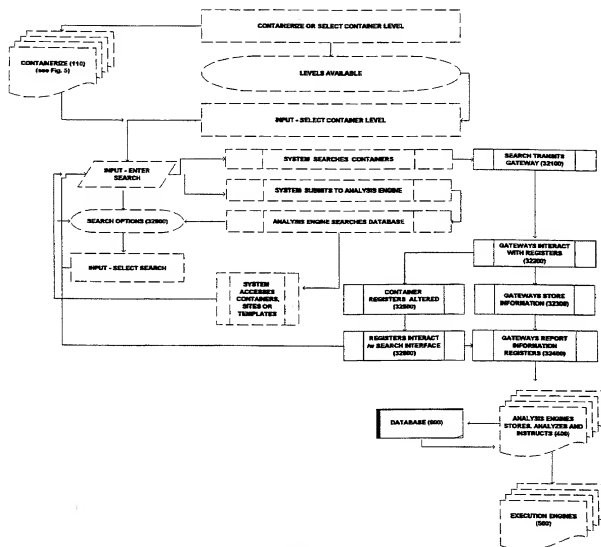 CONTAINERIZE OR SELECT CONTAINER LEVEL
CONTAINERIZE (110)
(see Fig. 5)
LEVELS AVAILABLE
INPUT - SELECT CONTAINER LEVEL
INPUT - ENTER
SEARCH
SYSTEM SEARCHES CONTAINERS
SEARCH TRANSITS
GATEWAY (32100)
SYSTEM SUBMITS TO ANALYSIS ENGINE
SEARCH OPTIONS
ANALYSIS ENGINE SEARCHES DATABASE
INPUT - SELECT SEARCH
GATEWAYS INTERACT
WITH REGISTERS
(32200)
SYSTEM
ACCESSES
CONTAINERS,
SITES OR
TEMPLATES
CONTAINER
REGISTERS ALTERED
GATEWAYS STORE
INFORMATION (32300)
REGISTERS INTERACT
SEARCH INTERFACE
GATEWAYS REPORT
INFORMATION
REGISTERS (32400)
DATABASE
ANALYSIS ENGINES
STORES, ANALYZES AND
INSTRUCTS (400)
EXECUTION ENGINES
(500)